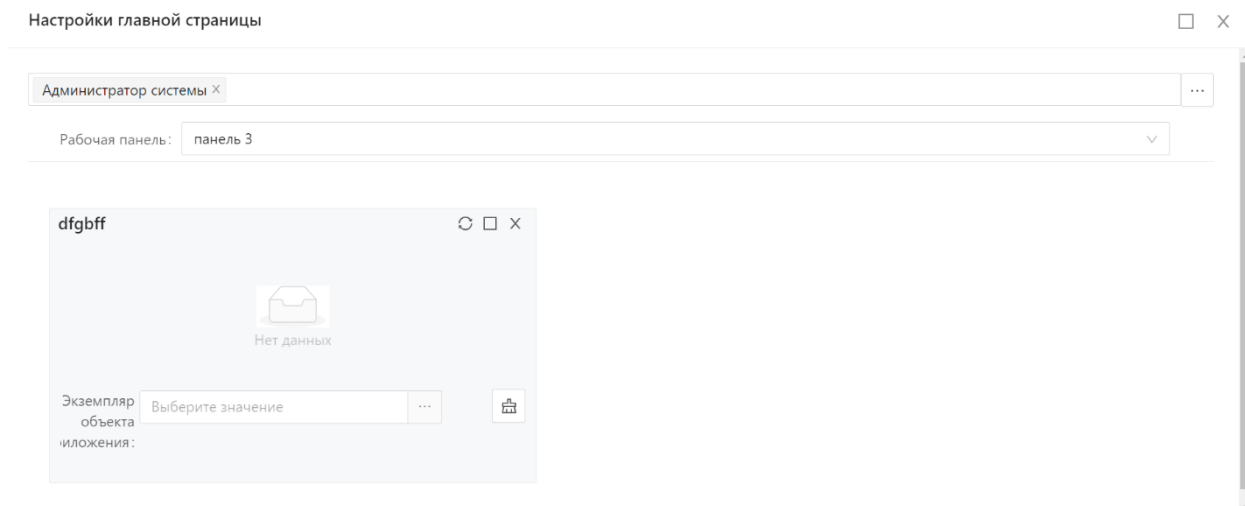 Настройки главной страницы
Администратор системы
Рабочая панель: панель 3
dfgbff
Нет данных
Экземпляр
объекта
иложения:
Выберите значение